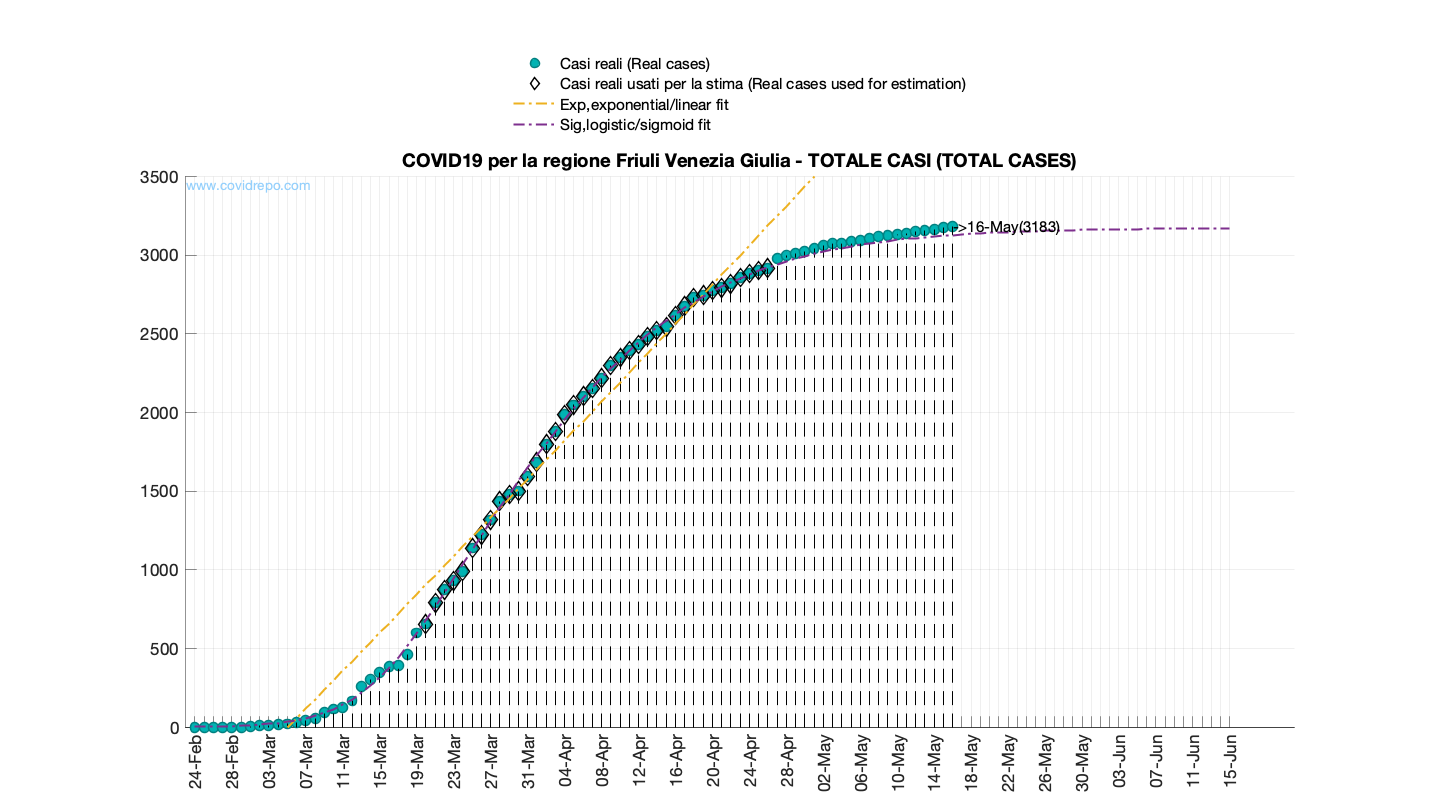 Casi reali (Real cases)
Casi reali usati per la stima (Real cases used for estimation)
Exp,exponential/linear fit
Sig,logistic/sigmoid fit
COVID19 per la regione Friuli Venezia Giulia - TOTALE CASI (TOTAL CASES)
www.covidrepo.com
3500
3000
2500
2000
1500
1000
500
0
->16-May(3183)
24-Feb
28-Feb
03-Mar
07-Mar
11-Mar
15-Mar
19-Mar
23-Mar
27-Mar
31-Mar
04-Apr
08-Apr
12-Apr
16-Apr
20-Apr
24-Apr
28-Apr
02-May
06-May
10-May
14-May
18-May
22-May
26-May
30-May
03-Jun
07-Jun
11-Jun
15-Jun